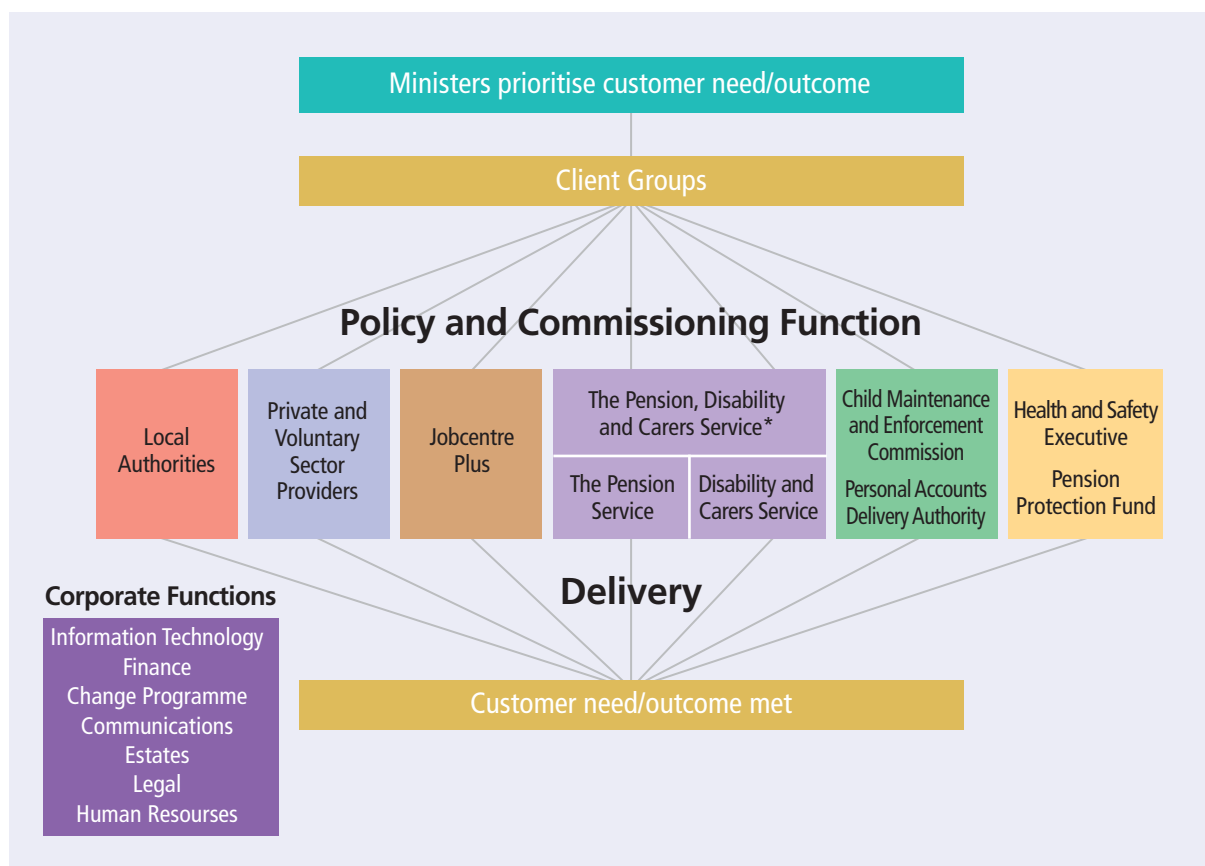 Ministers prioritise customer need/outcome
Client Groups
Policy and Commissioning Function
Local
Authorities
Private and
Voluntary
Sector
Providers
Jobcentre
Plus
The Pension, Disability
and Carers Service*
The Pension
Service
Disability and
Carers Service
Child Maintenance
and Enforcement
Commission
Personal Accounts
Delivery Authority
Health and Safety
Executive
Pension
Protection Fund
Delivery
Corporate Functions
Information Technology
Finance
Change Programme
Communications
Estates
Legal
Human Resourses
Customer need/outcome met